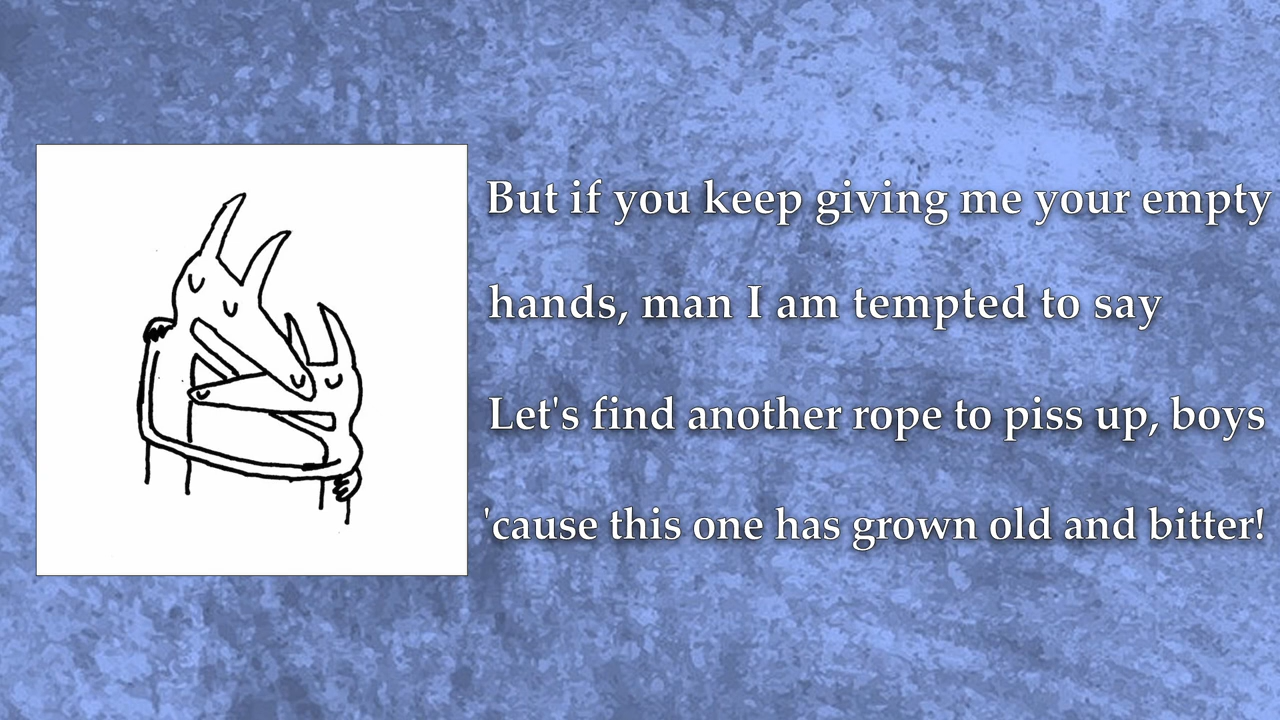 But if you keep giving me your empty
hands, man I am tempted to say
Let's find another rope to piss up, boys
'cause this one has grown old and bitter!